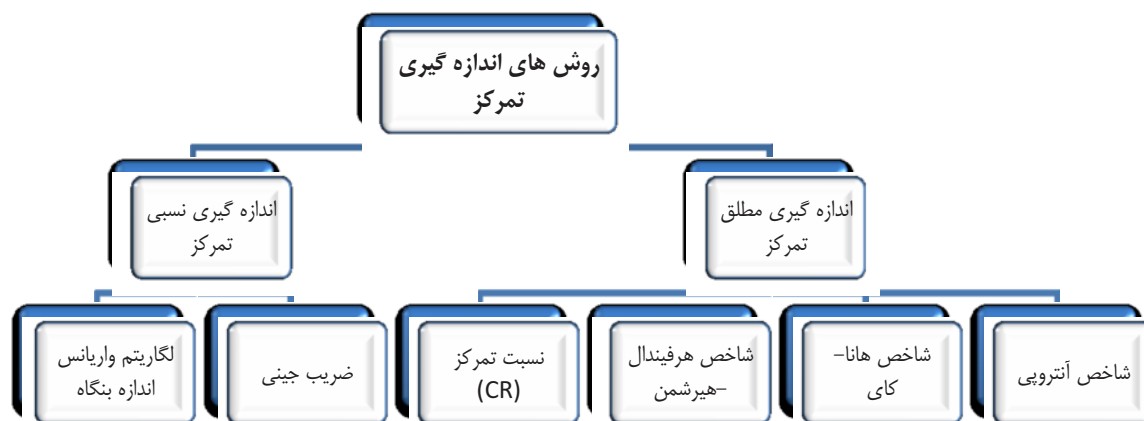 روش های اندازه گیری
تمرکز
اندازه گیری مطلق
تمرکز
اندازه گیری نسبی
تمرکز
شاخص آنتروپی
شاخص هانا–
کای
شاخص هرفیندال
–هیرشمن
نسبت تمرکز
(CR)
ضریب جینی
لگاریتم واریانس
اندازه بنگاه